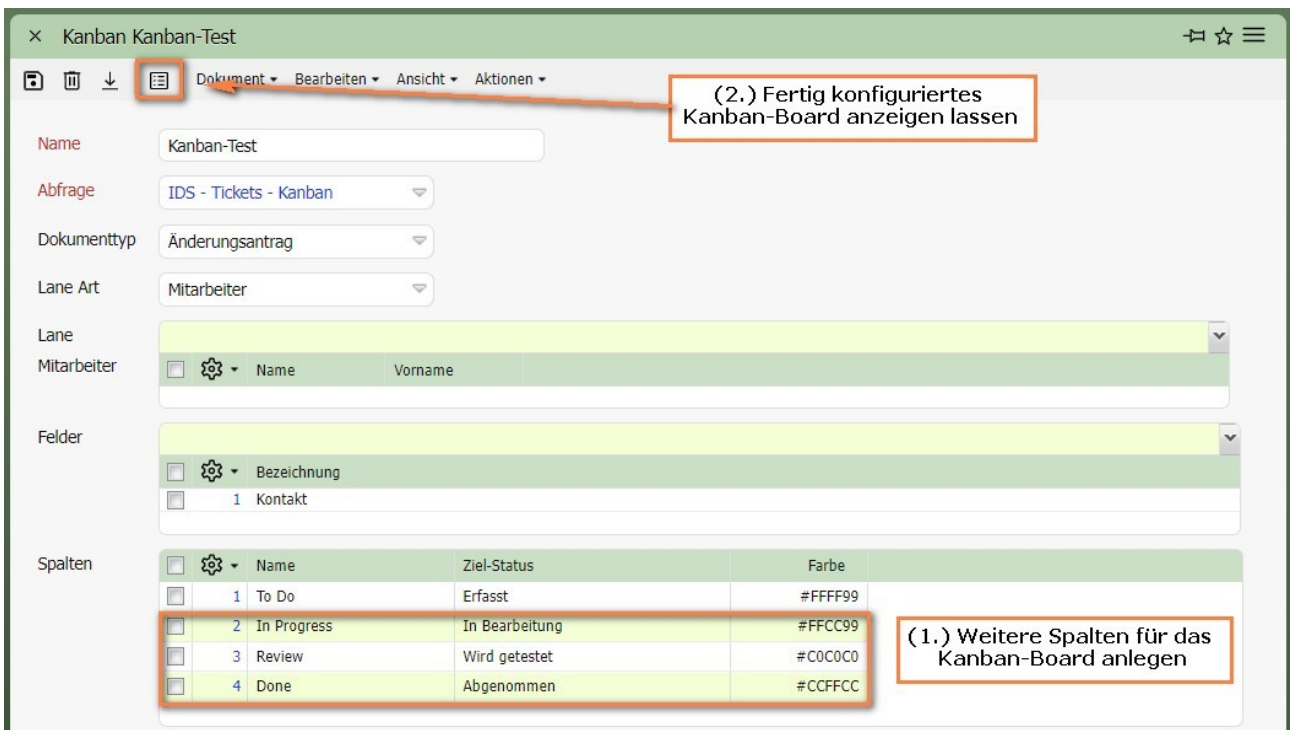 × Kanban Kanban-Test
Dokument Bearbeiten Ansicht Aktionen
(2.) Fertig konfiguriertes
Kanban-Board anzeigen lassen
Name Kanban-Test
Abfrage IDS - Tickets - Kanban
Dokumenttyp Änderungsantrag
Lane Art Mitarbeiter
Lane
Mitarbeiter Name Vorname
Felder
Bezeichnung
1 Kontakt
Spalten Name Ziel-Status Farbe
1 To Do Erfasst #FFFF99
2 In Progress In Bearbeitung #FFCC99
3 Review Wird getestet #C0C0C0
4 Done Abgenommen #CCFFCC
(1.) Weitere Spalten für das
Kanban-Board anlegen